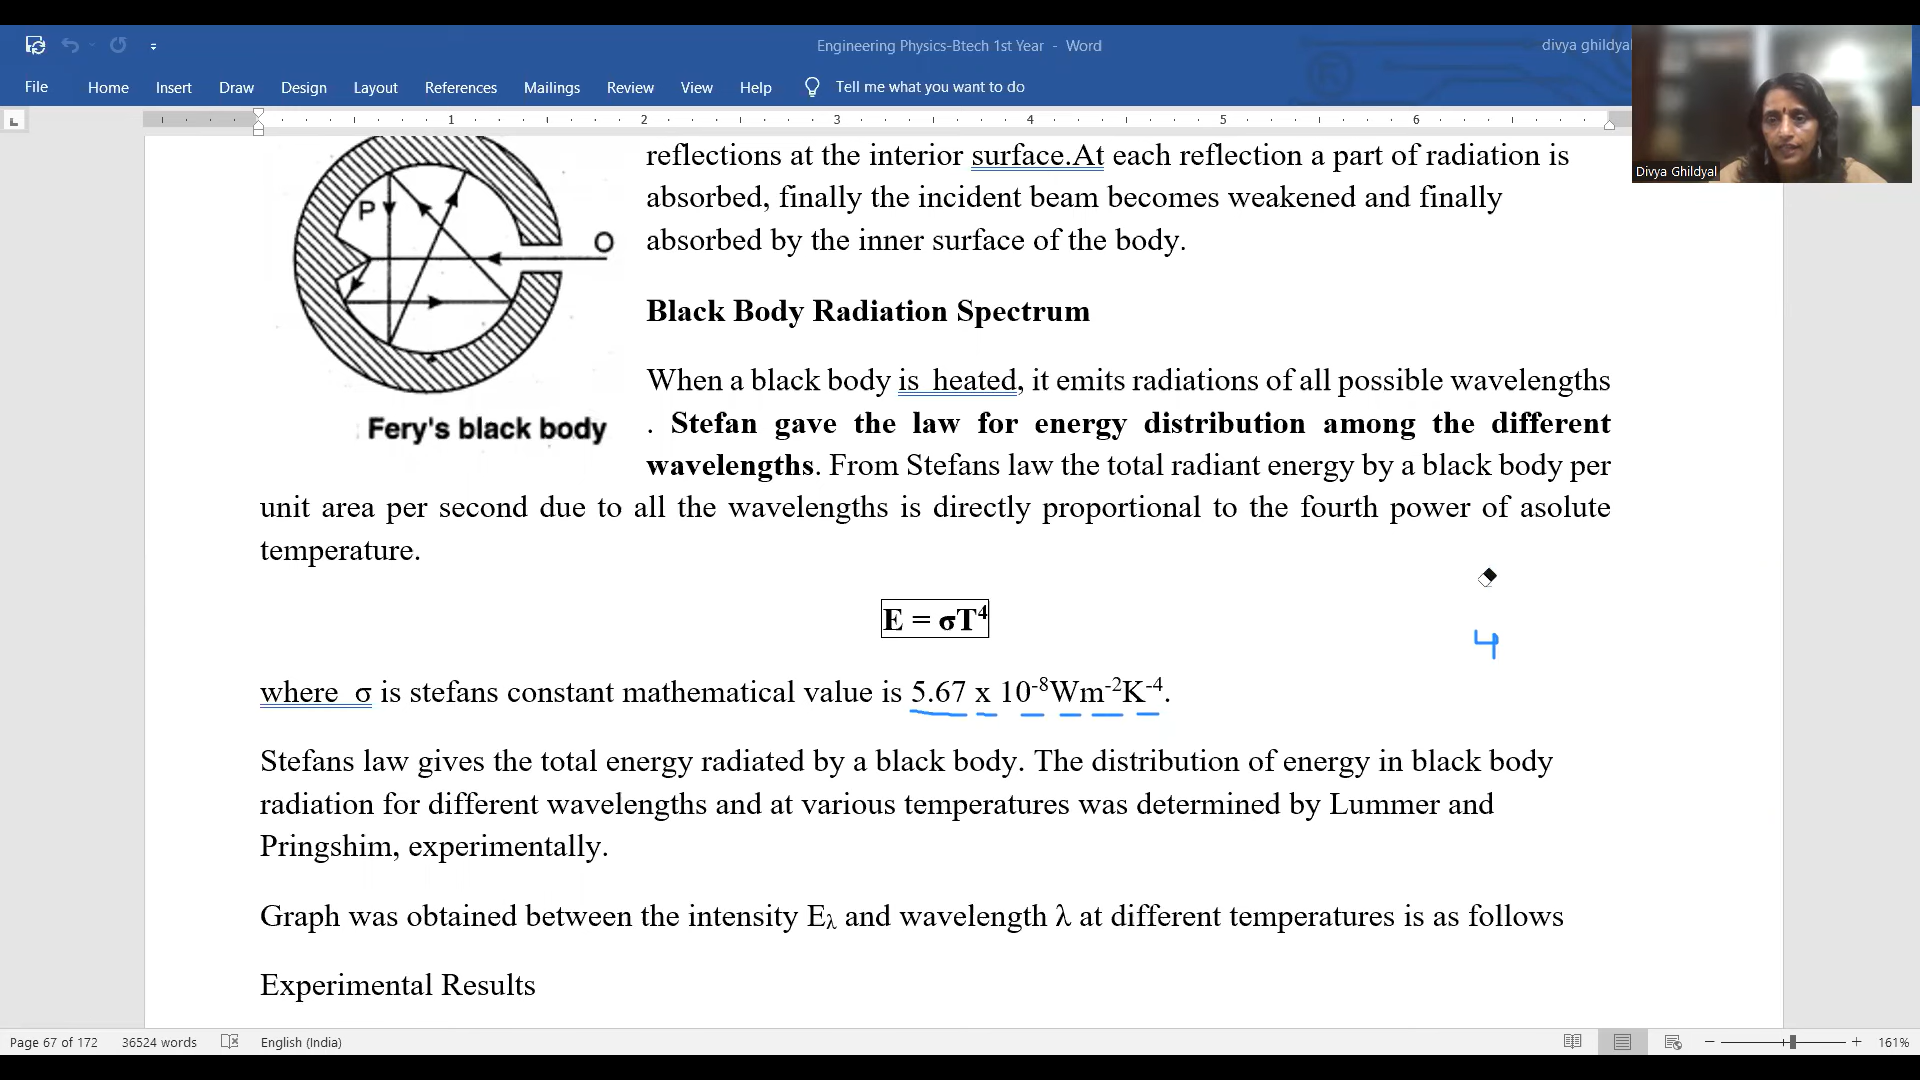 Engineering Physics-Btech 1st Year - Word
divya ghildyal
File Home Insert Draw Design Layout References Mailings Review View Help Tell me what you want to do
Divya Ghildyal
1 2 3 4 5 6
reflections at the interior surface.At each reflection a part of radiation is
absorbed, finally the incident beam becomes weakened and finally
absorbed by the inner surface of the body.
P
O
Fery's black body
Black Body Radiation Spectrum
When a black body is heated, it emits radiations of all possible wavelengths
. Stefan gave the law for energy distribution among the different
wavelengths. From Stefans law the total radiant energy by a black body per
unit area per second due to all the wavelengths is directly proportional to the fourth power of asolute
temperature.
E = σT⁴
4
where σ is stefans constant mathematical value is 5.67 x 10⁻⁸Wm⁻²K⁻⁴.
Stefans law gives the total energy radiated by a black body. The distribution of energy in black body
radiation for different wavelengths and at various temperatures was determined by Lummer and
Pringshim, experimentally.
Graph was obtained between the intensity Eλ and wavelength λ at different temperatures is as follows
Experimental Results
Page 67 of 172 36524 words English (India) 161%